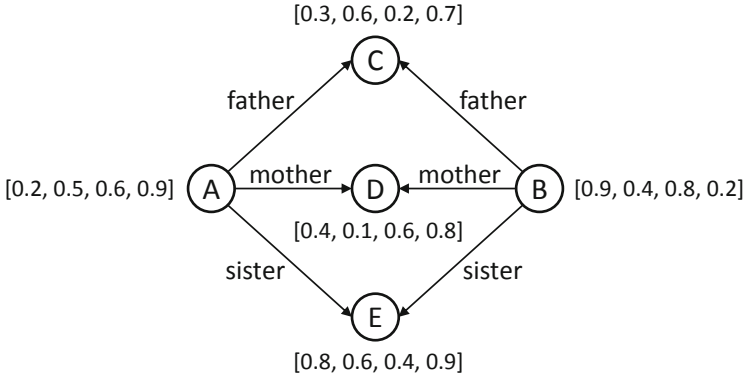 [0.3, 0.6, 0.2, 0.7]
C
father father
[0.2, 0.5, 0.6, 0.9] A mother D mother B [0.9, 0.4, 0.8, 0.2]
[0.4, 0.1, 0.6, 0.8]
sister sister
E
[0.8, 0.6, 0.4, 0.9]